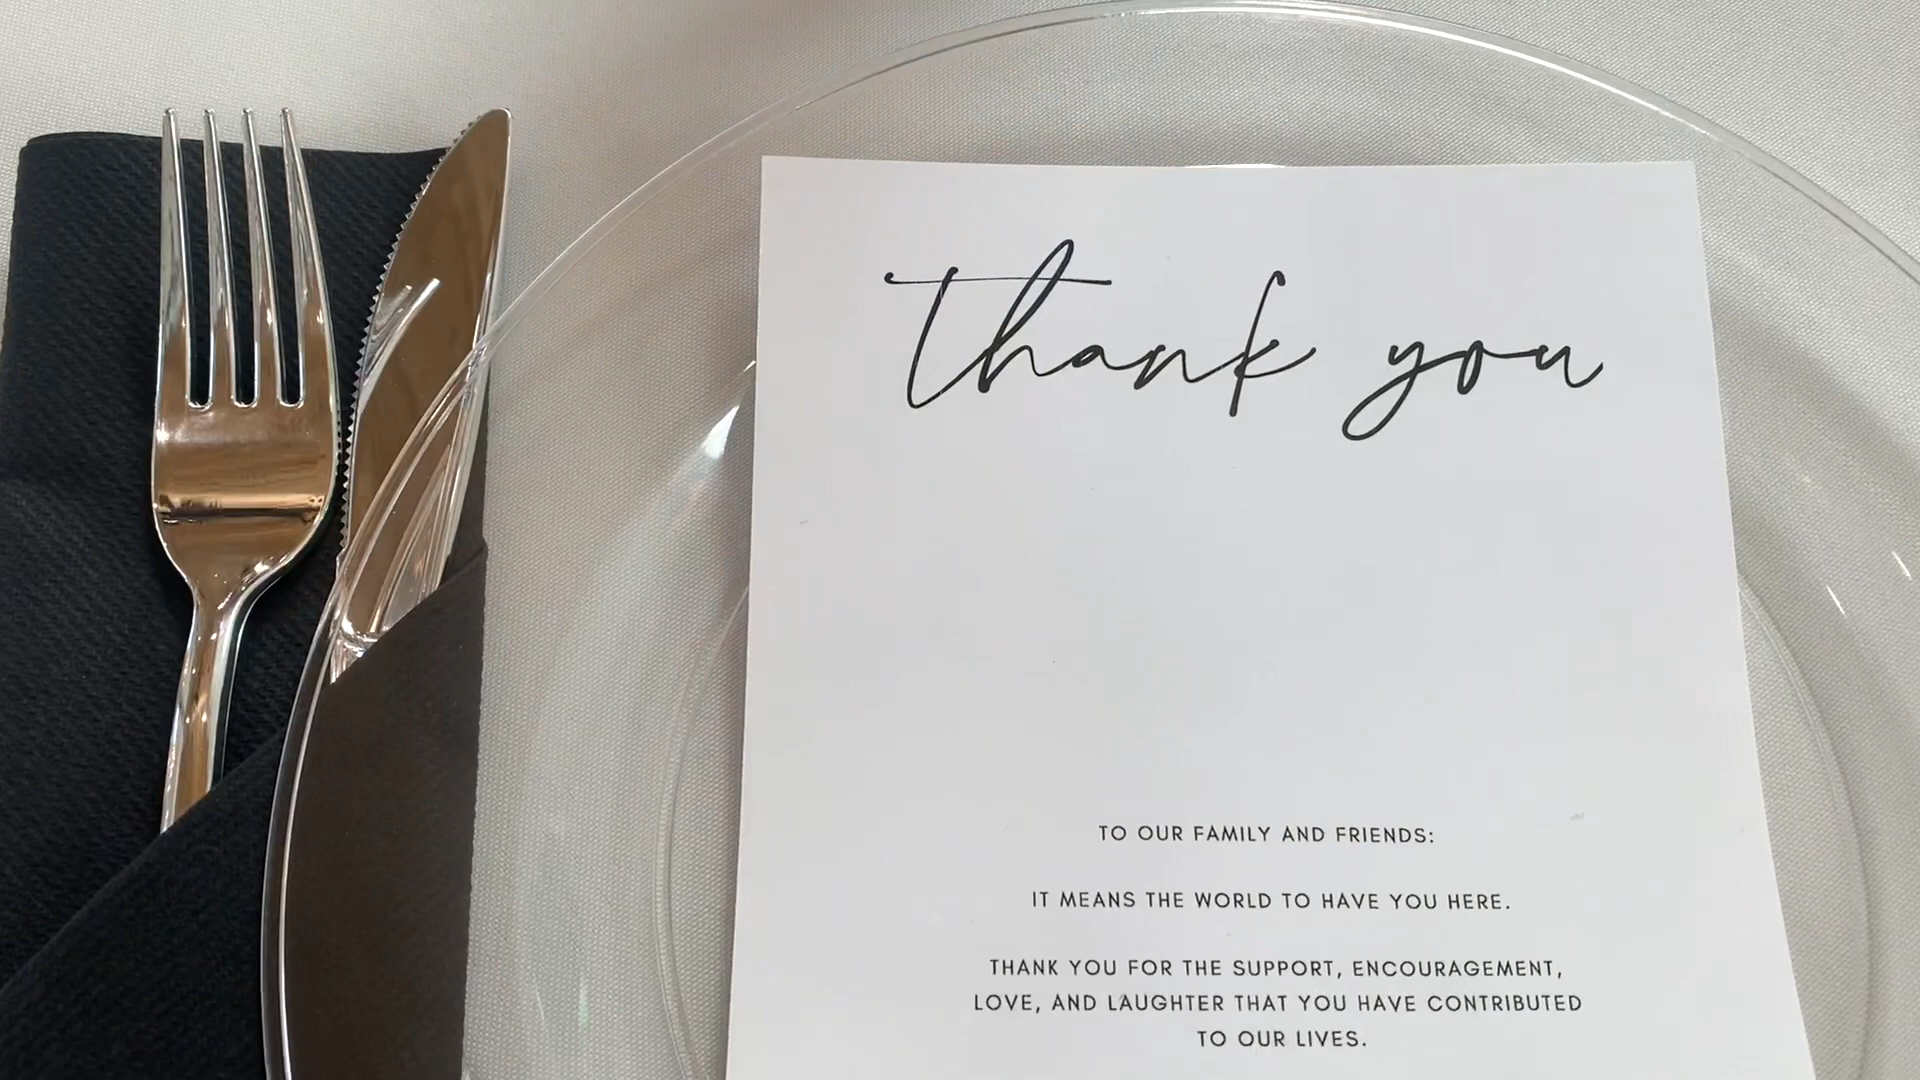 thank you
TO OUR FAMILY AND FRIENDS:
IT MEANS THE WORLD TO HAVE YOU HERE.
THANK YOU FOR THE SUPPORT, ENCOURAGEMENT,
LOVE, AND LAUGHTER THAT YOU HAVE CONTRIBUTED
TO OUR LIVES.